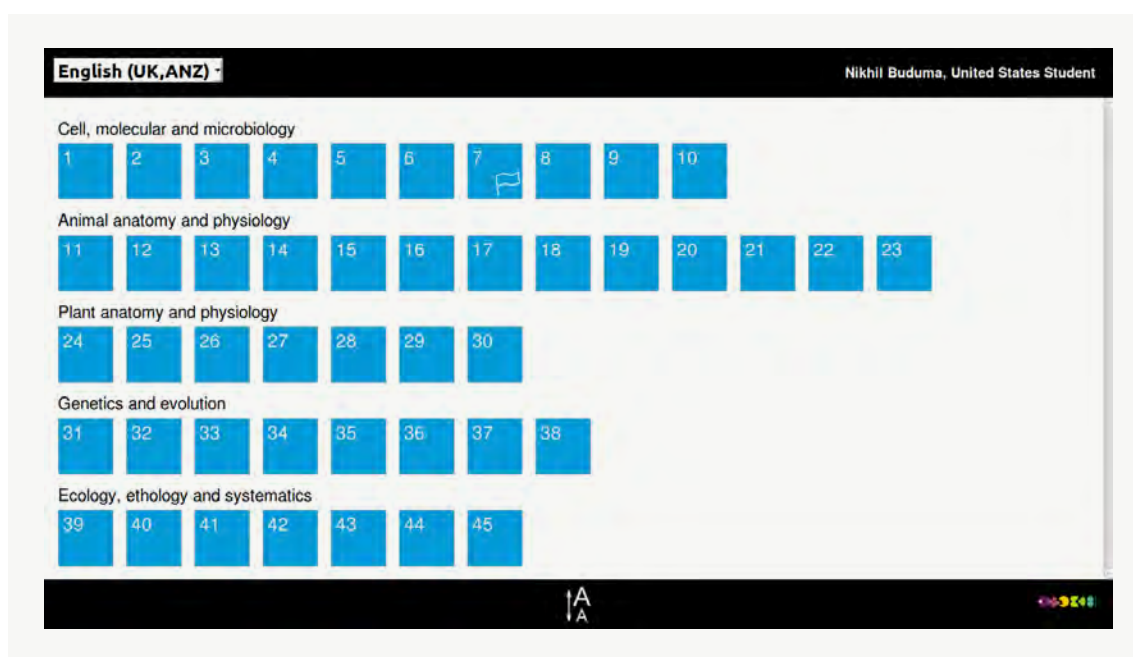 English (UK,ANZ)
Nikhil Buduma, United States Student
Cell, molecular and microbiology
1 2 3 4 5 6 7 8 9 10
Animal anatomy and physiology
11 12 13 14 15 16 17 18 19 20 21 22 23
Plant anatomy and physiology
24 25 26 27 28 29 30
Genetics and evolution
31 32 33 34 35 36 37 38
Ecology, ethology and systematics
39 40 41 42 43 44 45
A
A